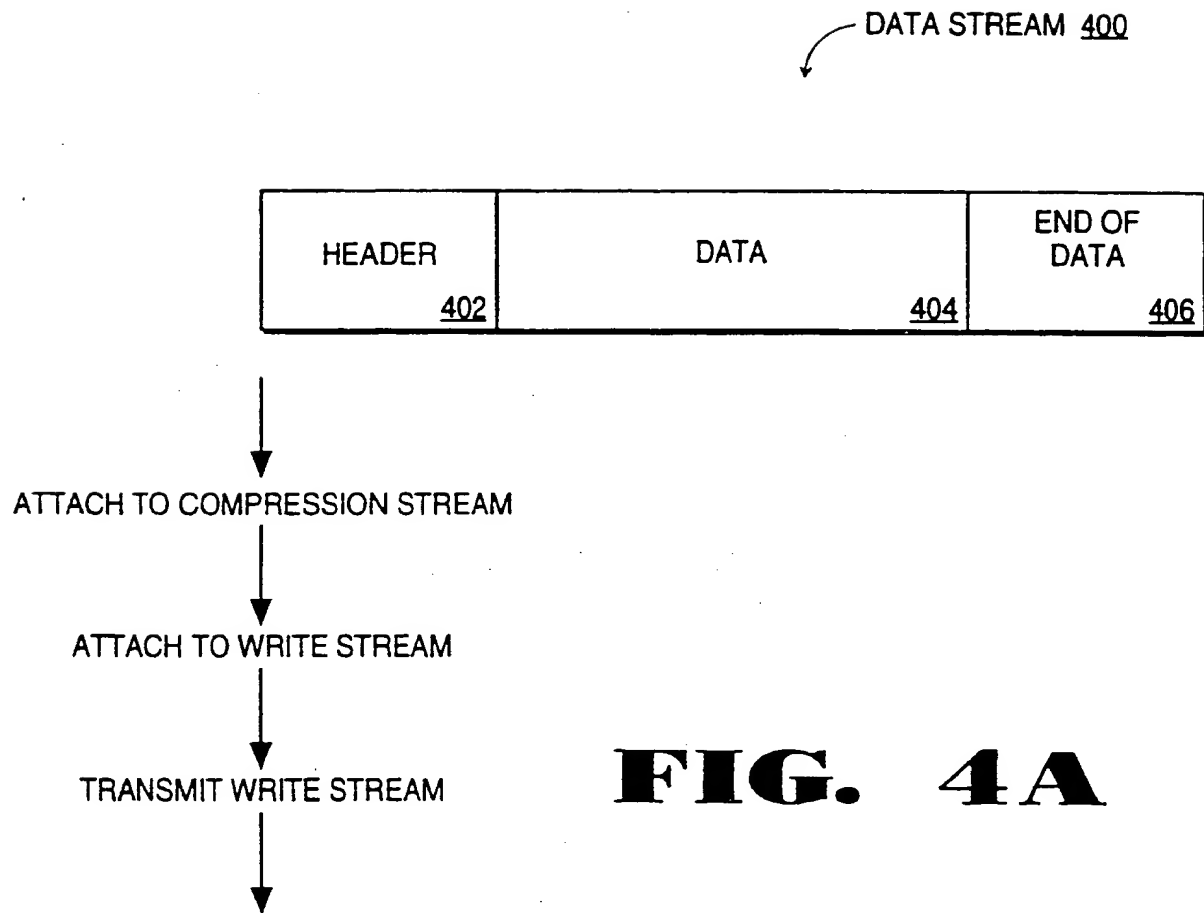 DATA STREAM 400
HEADER
402
DATA
404
END OF
DATA
406
ATTACH TO COMPRESSION STREAM
ATTACH TO WRITE STREAM
TRANSMIT WRITE STREAM
FIG. 4A